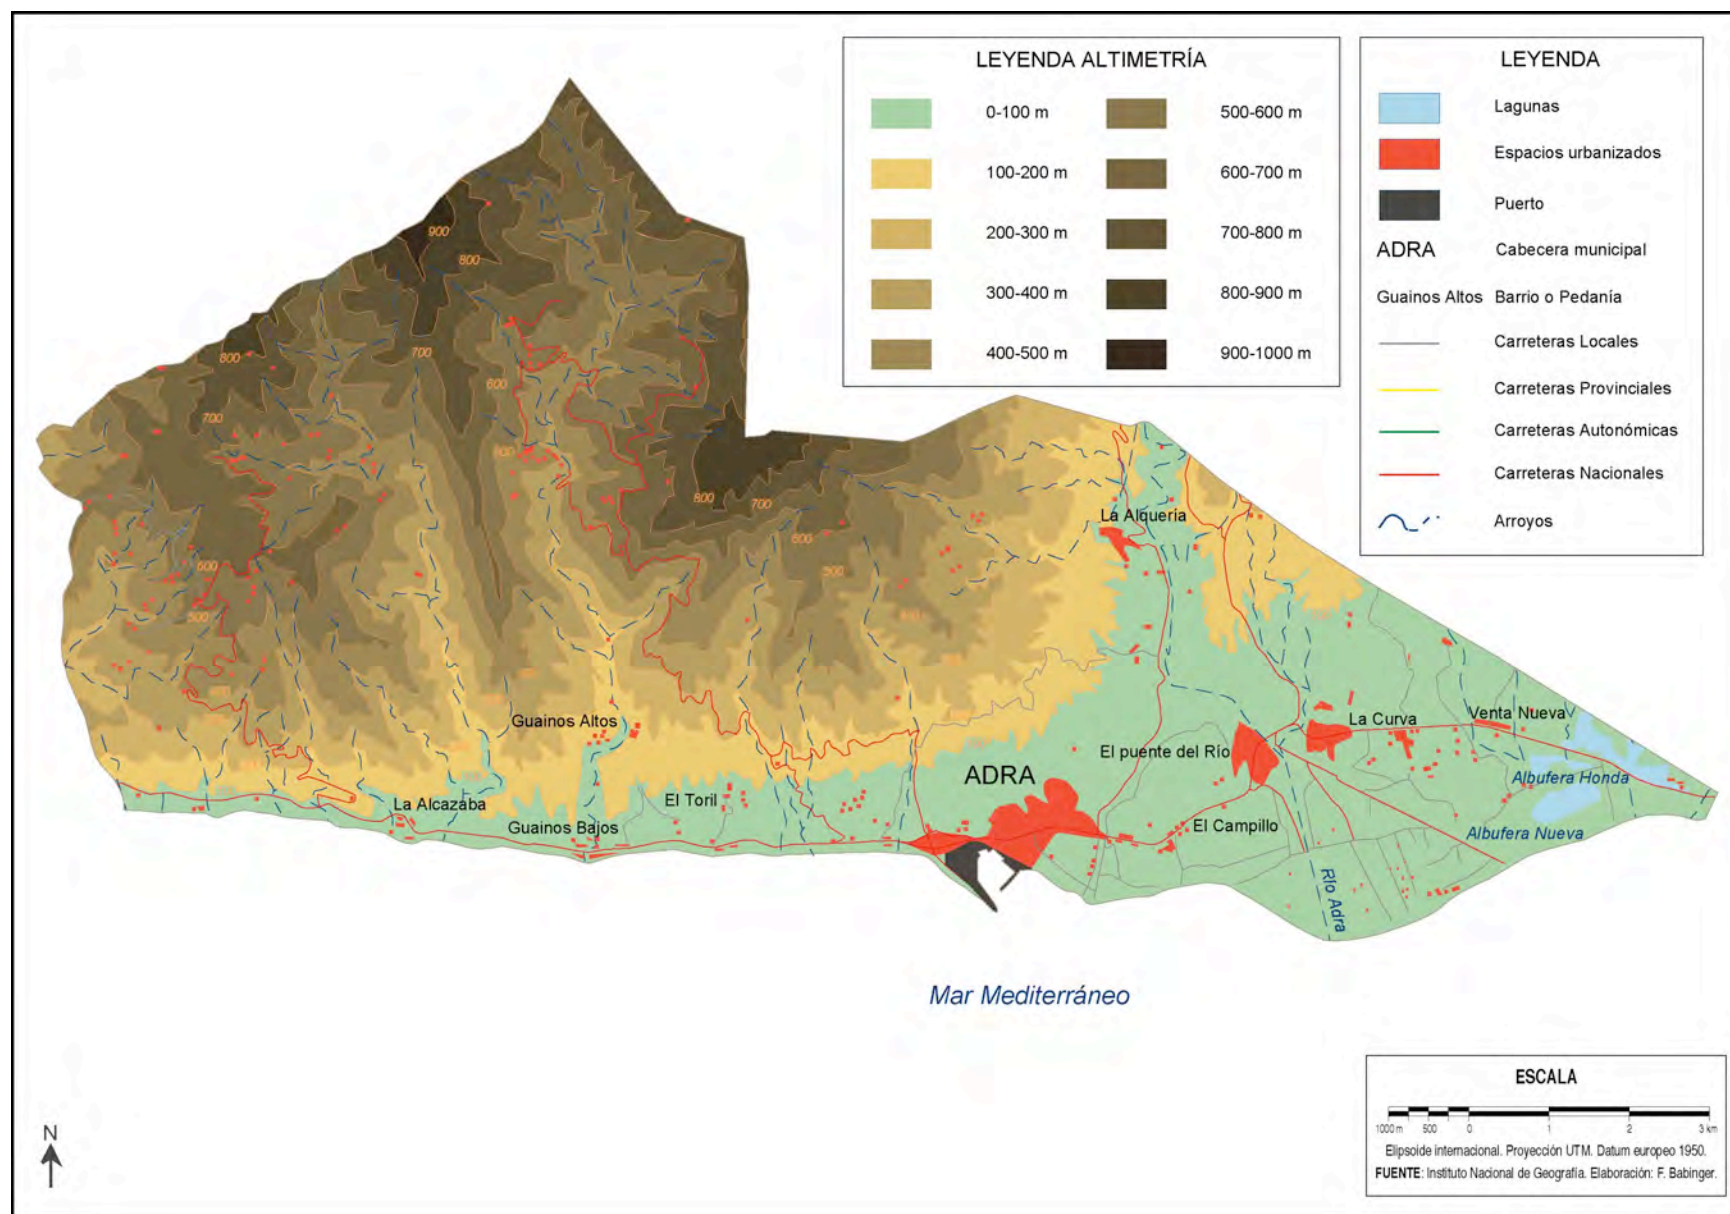 LEYENDA ALTIMETRÍA
0-100 m
100-200 m
200-300 m
300-400 m
400-500 m
500-600 m
600-700 m
700-800 m
800-900 m
900-1000 m
LEYENDA
Lagunas
Espacios urbanizados
Puerto
ADRA Cabecera municipal
Guainos Altos Barrio o Pedanía
Carreteras Locales
Carreteras Provinciales
Carreteras Autonómicas
Carreteras Nacionales
Arroyos
900
800
800
700
600
700
800
700
600
600
500
La Alquería
Guainos Altos
La Alcazaba
Guainos Bajos
El Toril
ADRA
El puente del Río
El Campillo
La Curva
Venta Nueva
Albufera Honda
Albufera Nueva
Río Adra
Mar Mediterráneo
N
ESCALA
1000 m 500 0 1 2 3 km
Elipsoide internacional. Proyección UTM. Datum europeo 1950.
FUENTE: Instituto Nacional de Geografía. Elaboración: F. Babinger.